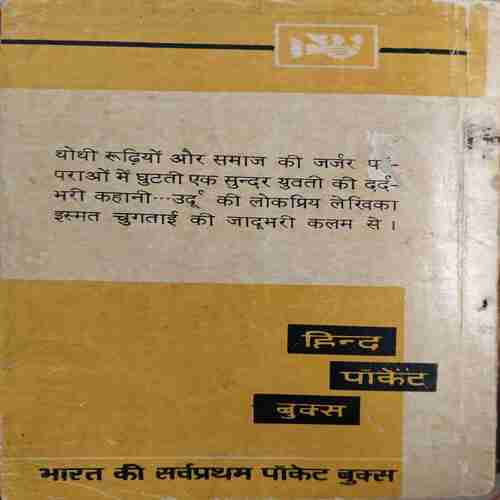 थोथी रूढ़ियों और समाज की जर्जर पर-
पराओं में घुटती एक सुन्दर युवती की दर्द-
भरी कहानी···उर्दू की लोकप्रिय लेखिका
इस्मत चुगताई की जादूभरी कलम से।
हिन्द
पॉकेट
बुक्स
भारत की सर्वप्रथम पॉकेट बुक्स